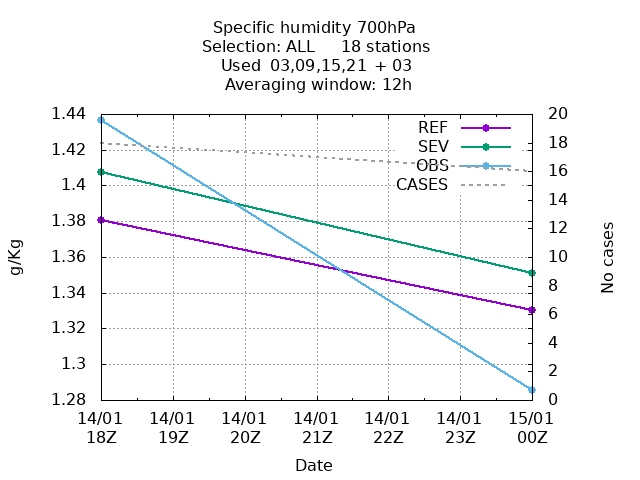 Specific humidity 700hPa
Selection: ALL     18 stations
Used  03,09,15,21  + 03
Averaging window: 12h
1.44
1.42
1.4
1.38
1.36
1.34
1.32
1.3
1.28
g/Kg
REF
SEV
OBS
CASES
20
18
16
14
12
10
8
6
4
2
0
No cases
14/01 14/01 14/01 14/01 14/01 14/01 15/01
18Z 19Z 20Z 21Z 22Z 23Z 00Z
Date